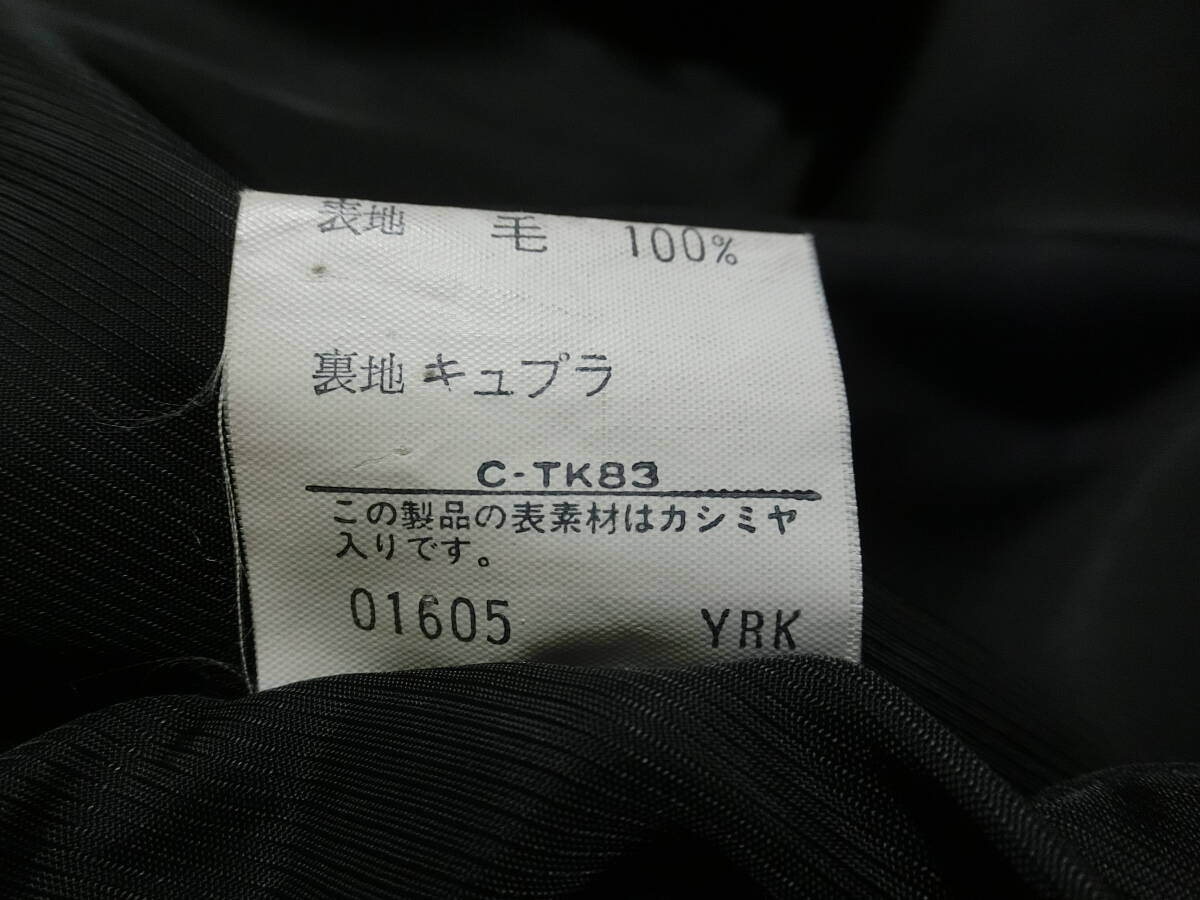 表地 毛 100%
裏地 キュプラ
C-TK83
この製品の表素材はカシミヤ
入りです。
01605 YRK